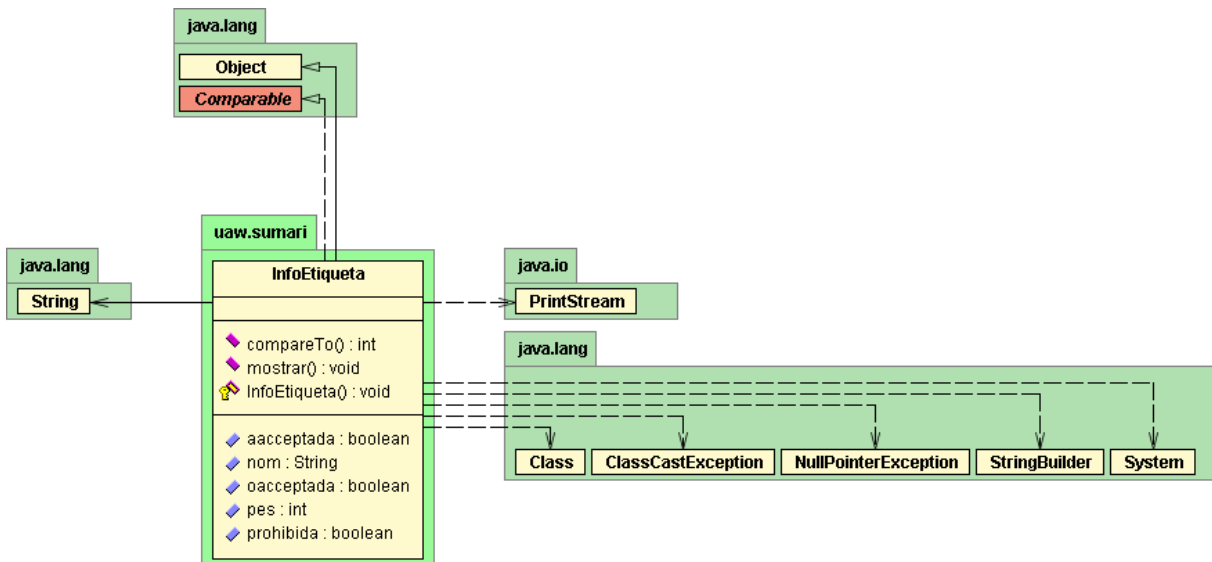 java.lang
Object
Comparable
uaw.sumari
InfoEtiqueta
compareTo() : int
mostrar() : void
InfoEtiqueta() : void
aacceptada : boolean
nom : String
oacceptada : boolean
pes : int
prohibida : boolean
java.lang
String
java.io
PrintStream
java.lang
Class ClassCastException NullPointerException StringBuilder System